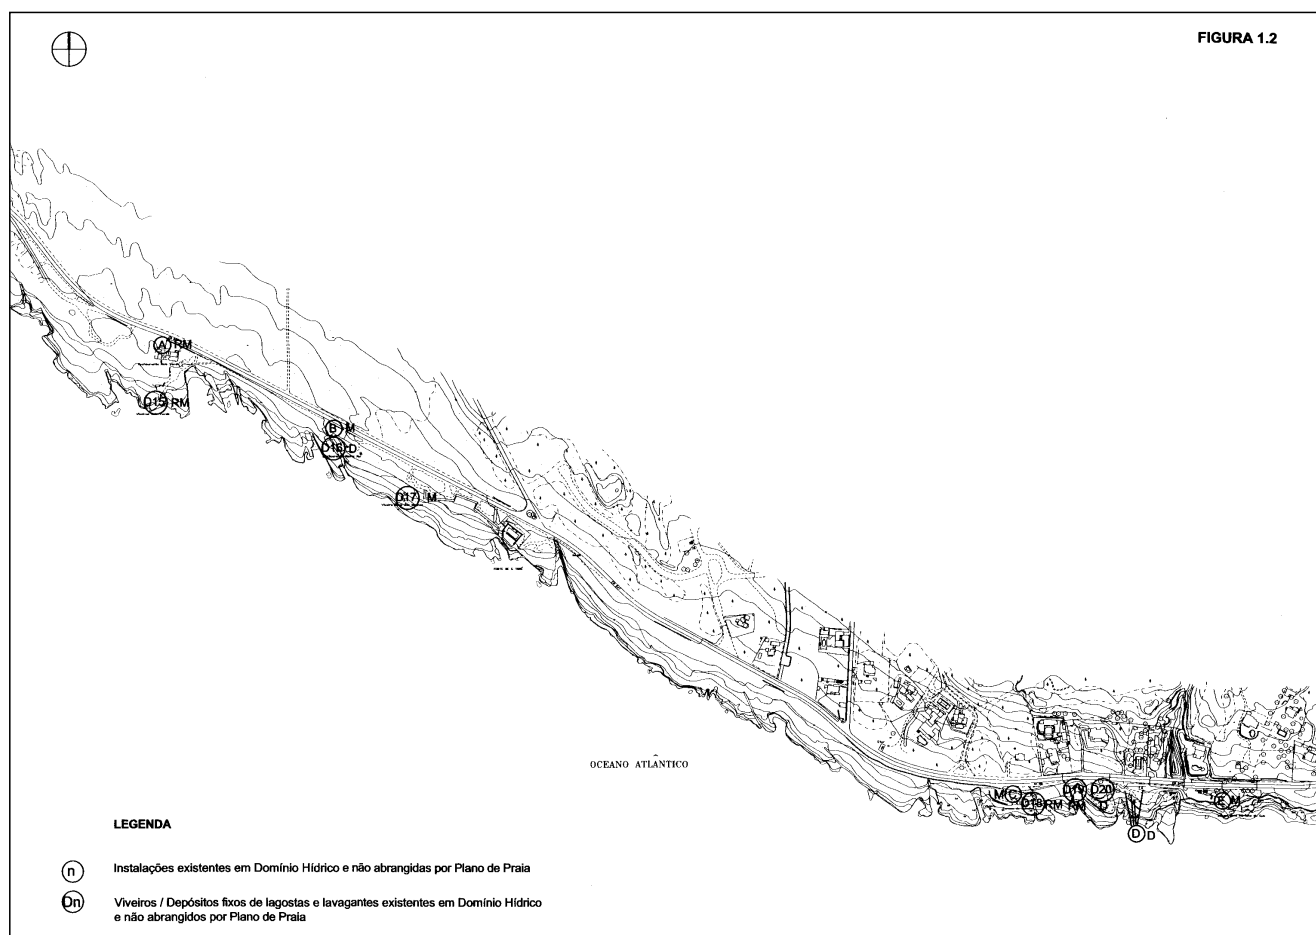 FIGURA 1.2
A RM
D15 RM
B M
D16 D
D17 M
OCEANO ATLÂNTICO
M C
D18 RM
D19 RM
D20 D
D D
E M
LEGENDA
n Instalações existentes em Domínio Hídrico e não abrangidas por Plano de Praia
Dn Viveiros / Depósitos fixos de lagostas e lavagantes existentes em Domínio Hídrico
e não abrangidos por Plano de Praia